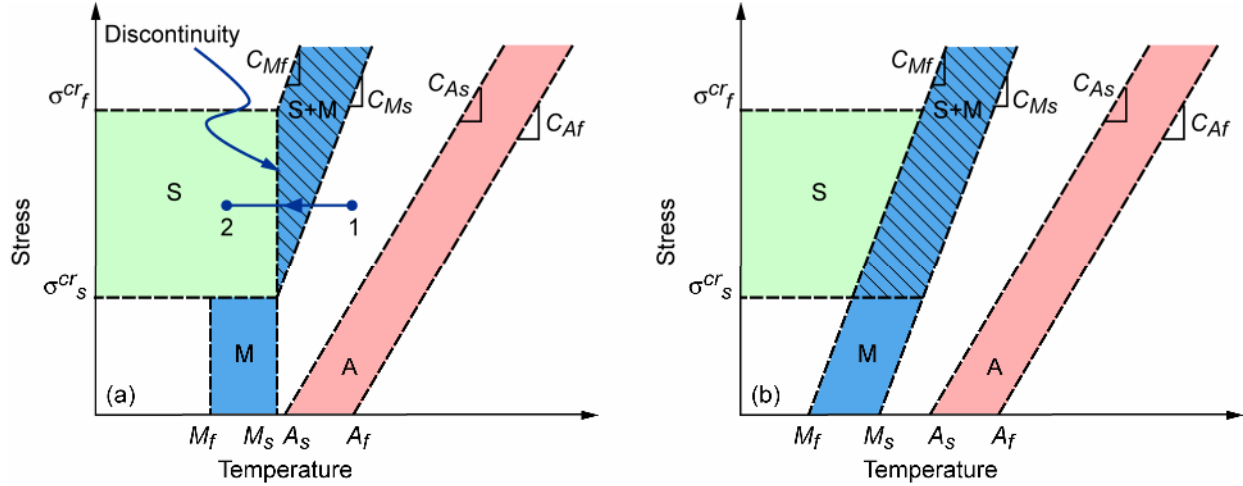 Discontinuity
C_Mf
C_As
S+M
C_Ms
C_Af
σ^cr_f
S
2
1
Stress
σ^cr_s
M
A
(a)
M_f
M_s
A_s
A_f
Temperature
C_Mf
C_As
S+M
C_Ms
C_Af
σ^cr_f
S
Stress
σ^cr_s
M
A
(b)
M_f
M_s
A_s
A_f
Temperature